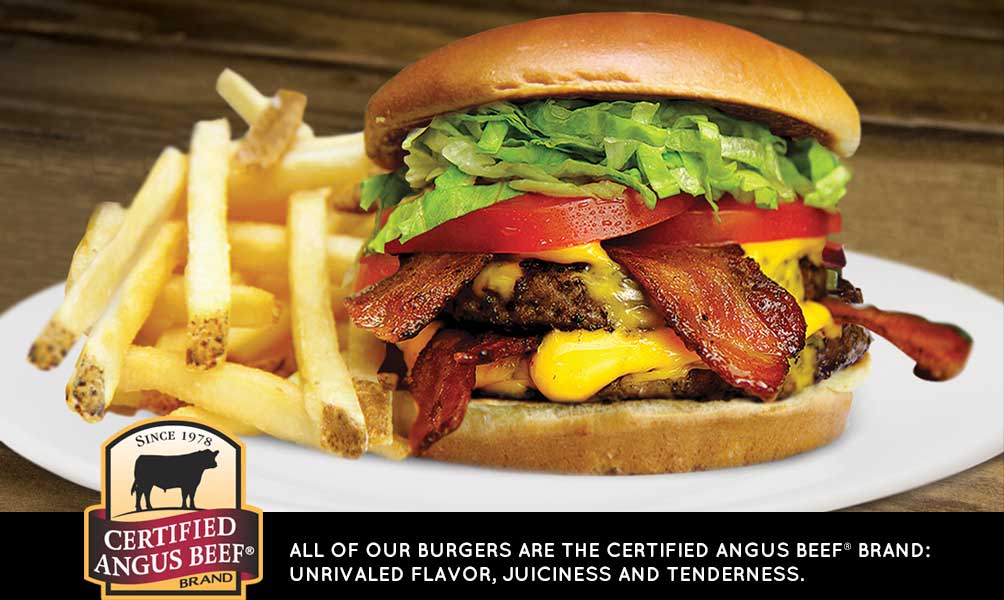 SINCE 1978
CERTIFIED
ANGUS BEEF®
BRAND
ALL OF OUR BURGERS ARE THE CERTIFIED ANGUS BEEF® BRAND:
UNRIVALED FLAVOR, JUICINESS AND TENDERNESS.